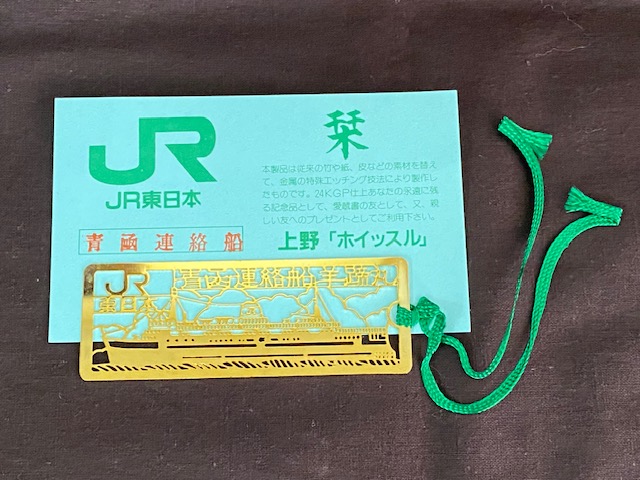 JR
JR東日本
青函連絡船
栞
本製品は従来の竹や紙、皮などの素材を替え
て、金属の特殊エッチング技法により製作し
たものです。24KGP仕上あなたの永遠に残
る記念品として、愛読書の友として、又、親
しい友へのプレゼントとしてご利用下さい。
上野「ホイッスル」
JR
東日本
青函連絡船羊蹄丸